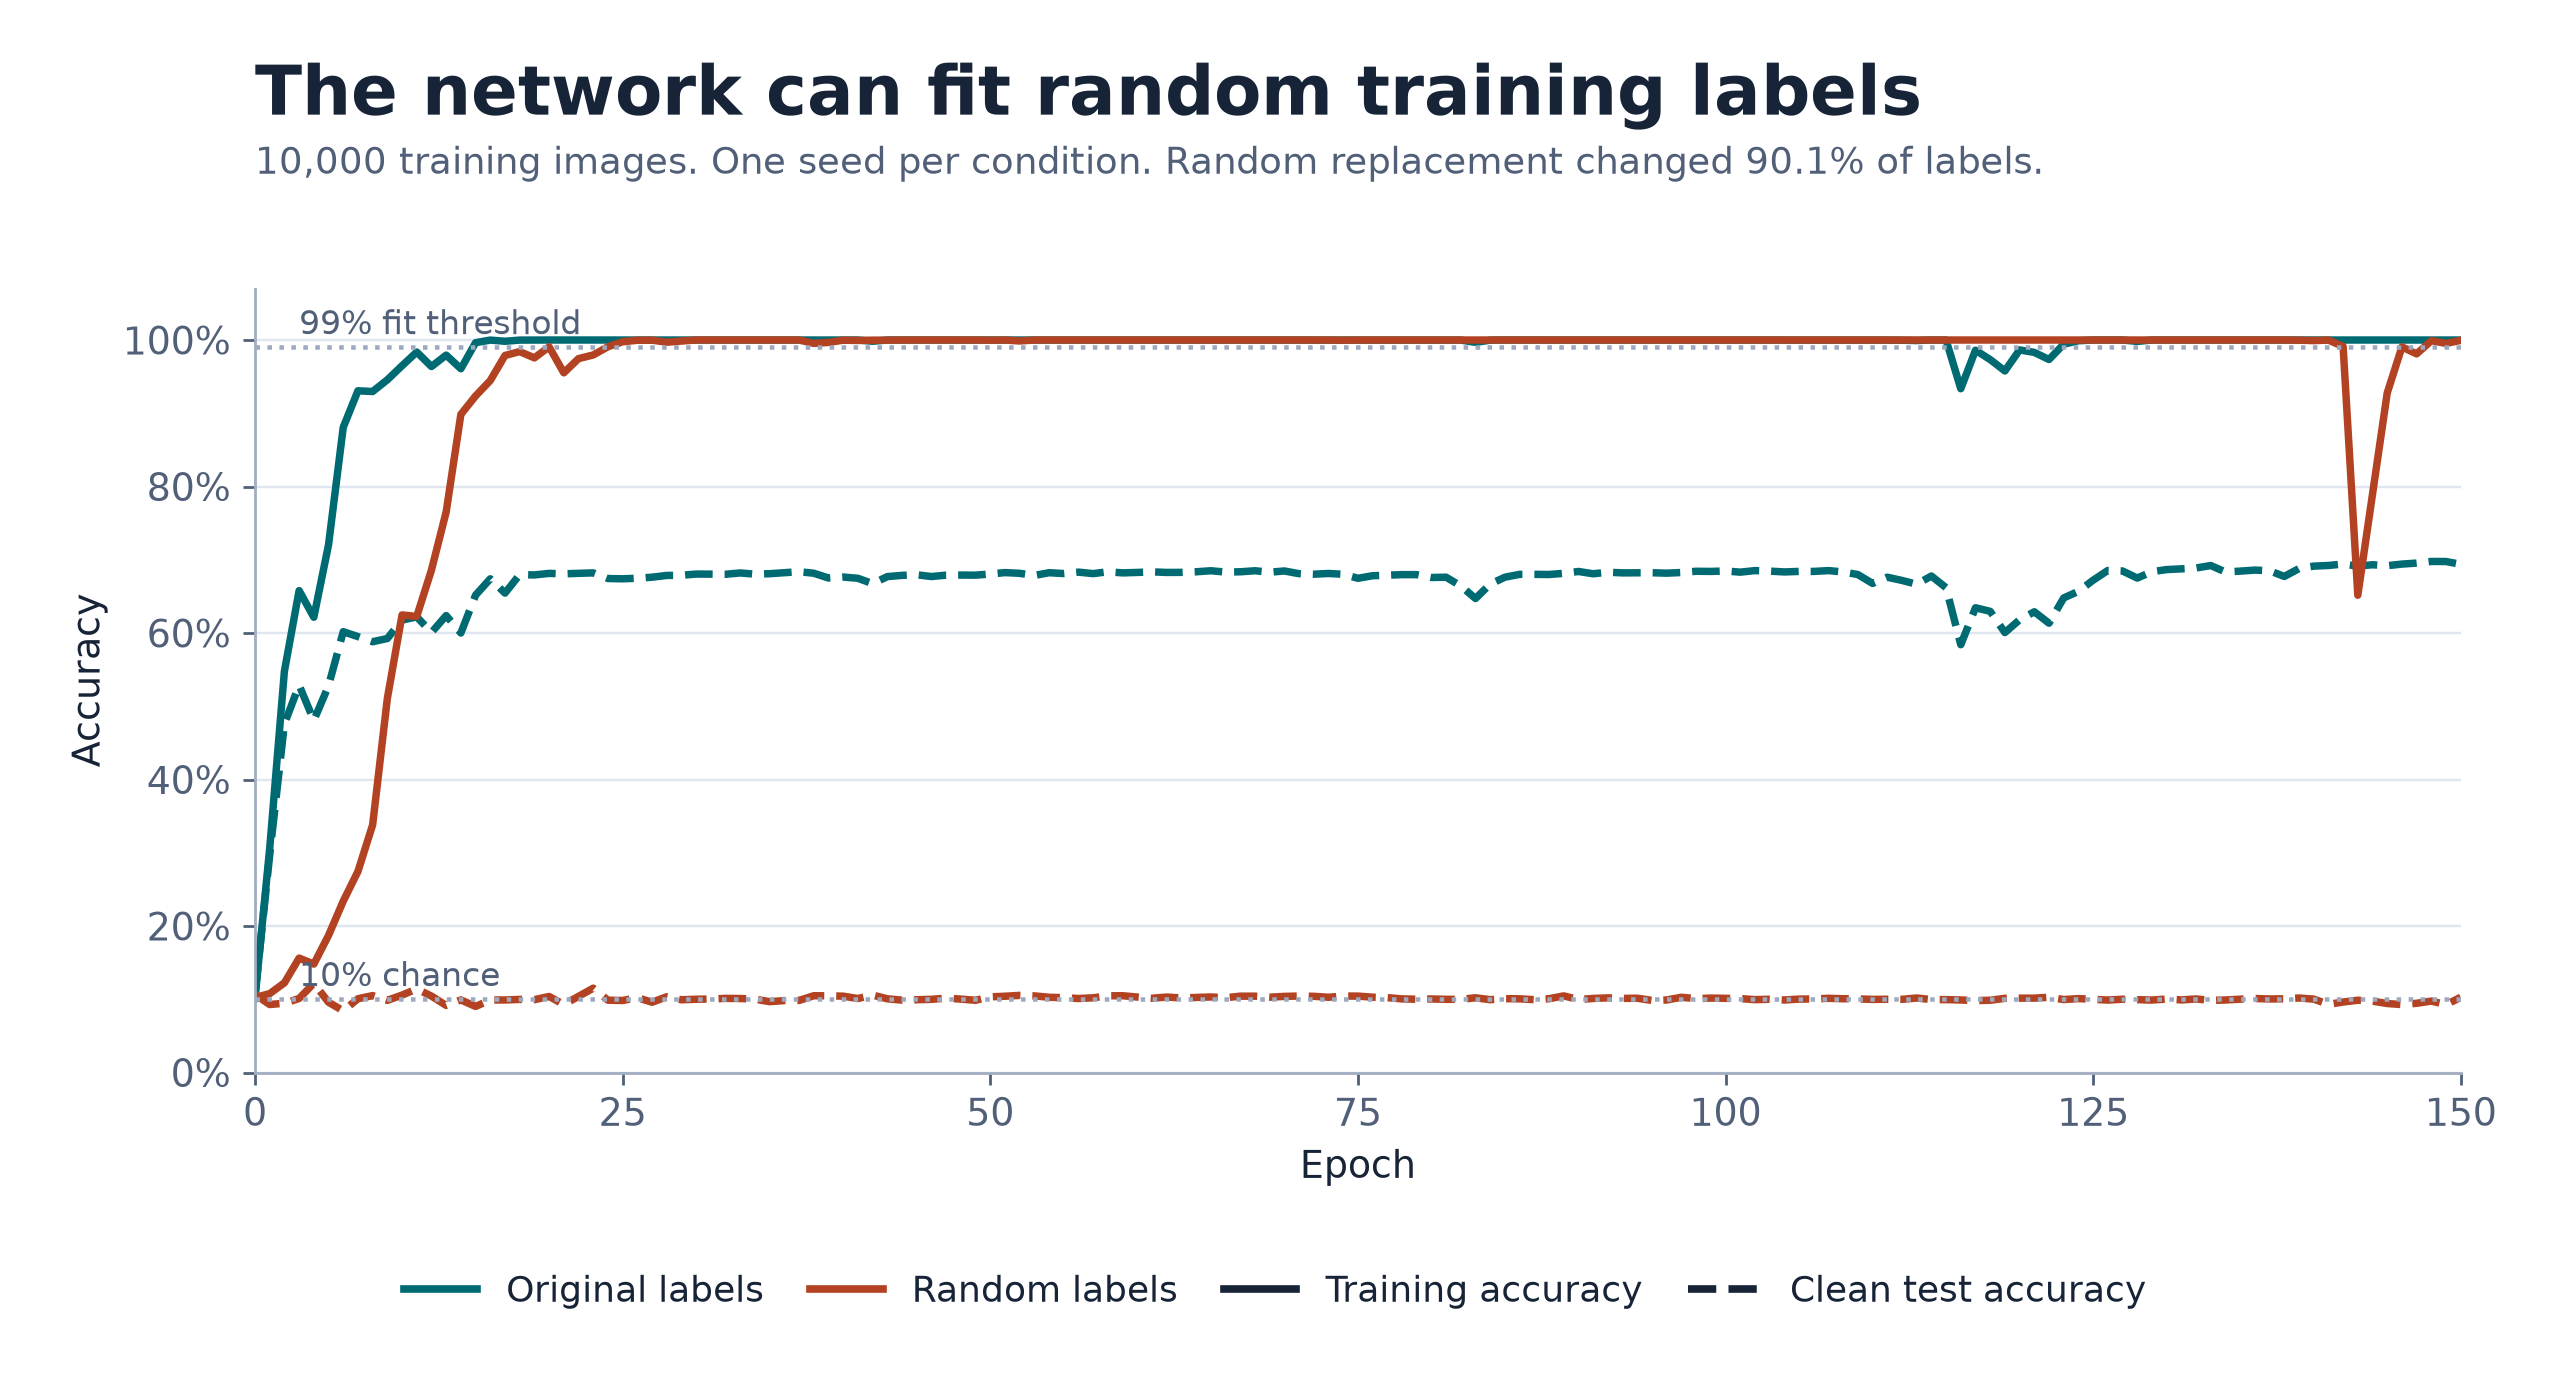 The network can fit random training labels
10,000 training images. One seed per condition. Random replacement changed 90.1% of labels.
99% fit threshold
100%
80%
60%
40%
20%
10% chance
0%
Accuracy
0 25 50 75 100 125 150
Epoch
Original labels Random labels Training accuracy Clean test accuracy